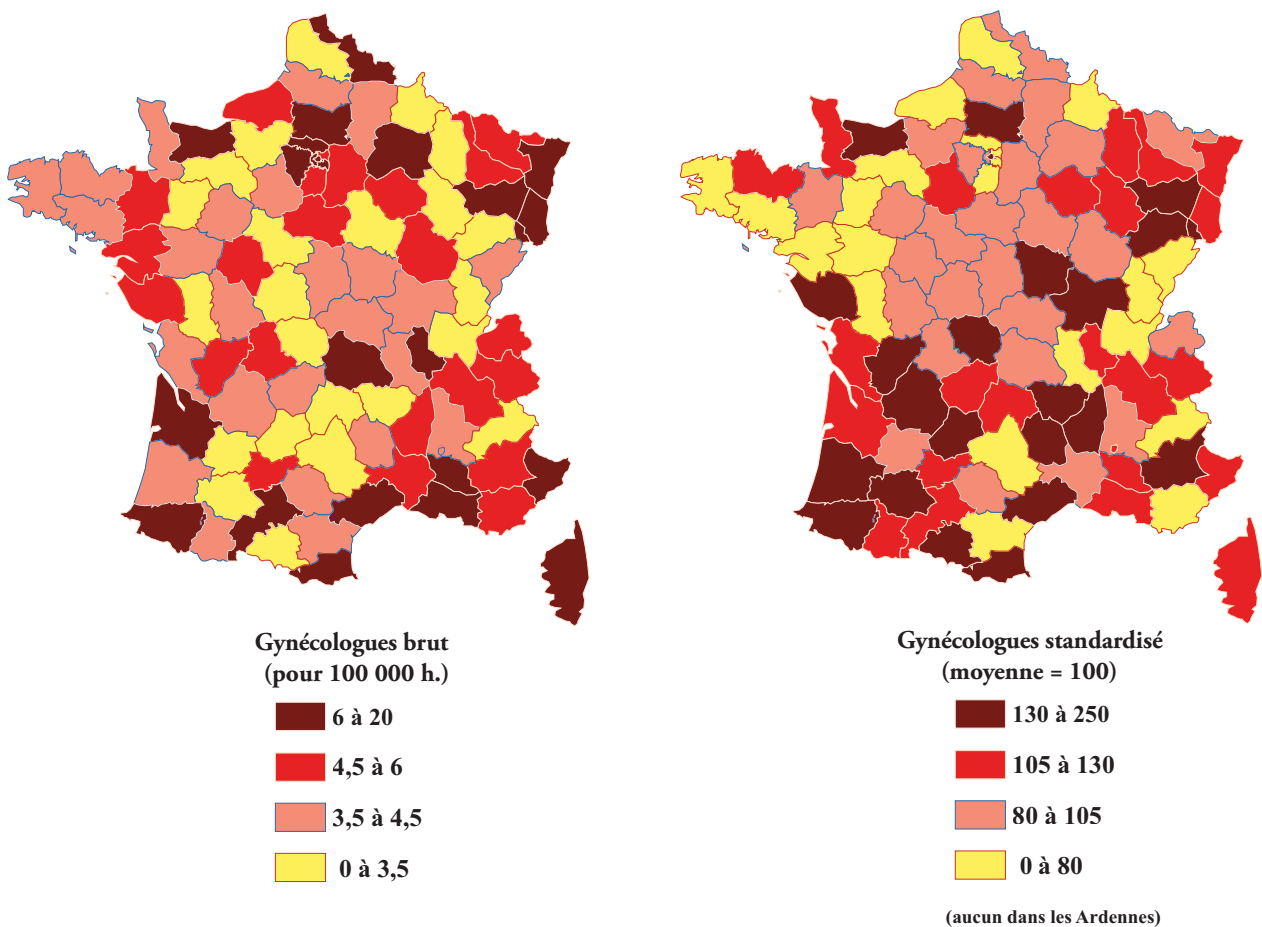 Gynécologues brut
(pour 100 000 h.)
6 à 20
4,5 à 6
3,5 à 4,5
0 à 3,5
Gynécologues standardisé
(moyenne = 100)
130 à 250
105 à 130
80 à 105
0 à 80
(aucun dans les Ardennes)